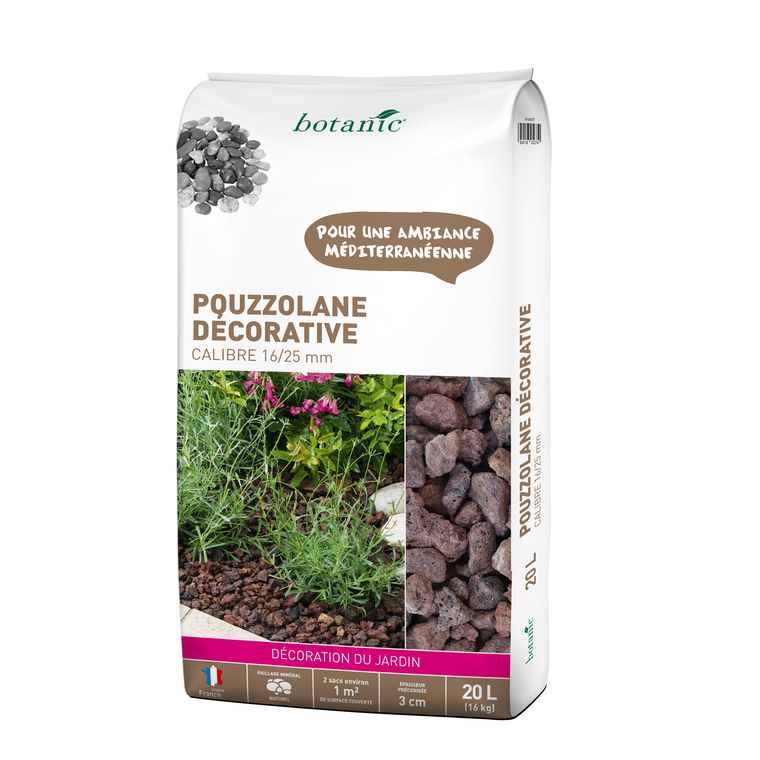 botanic®
POUR UNE AMBIANCE
MÉDITERRANÉENNE
POUZZOLANE
DÉCORATIVE
CALIBRE 16/25 mm
DÉCORATION DU JARDIN
origine
France
PAILLAGE MINÉRAL
NATUREL
2 sacs environ
1 m²
DE SURFACE COUVERTE
ÉPAISSEUR
PRÉCONISÉE
3 cm
20 L
(16 kg)
POUZZOLANE DÉCORATIVE
CALIBRE 16/25 mm
20 L
botanic